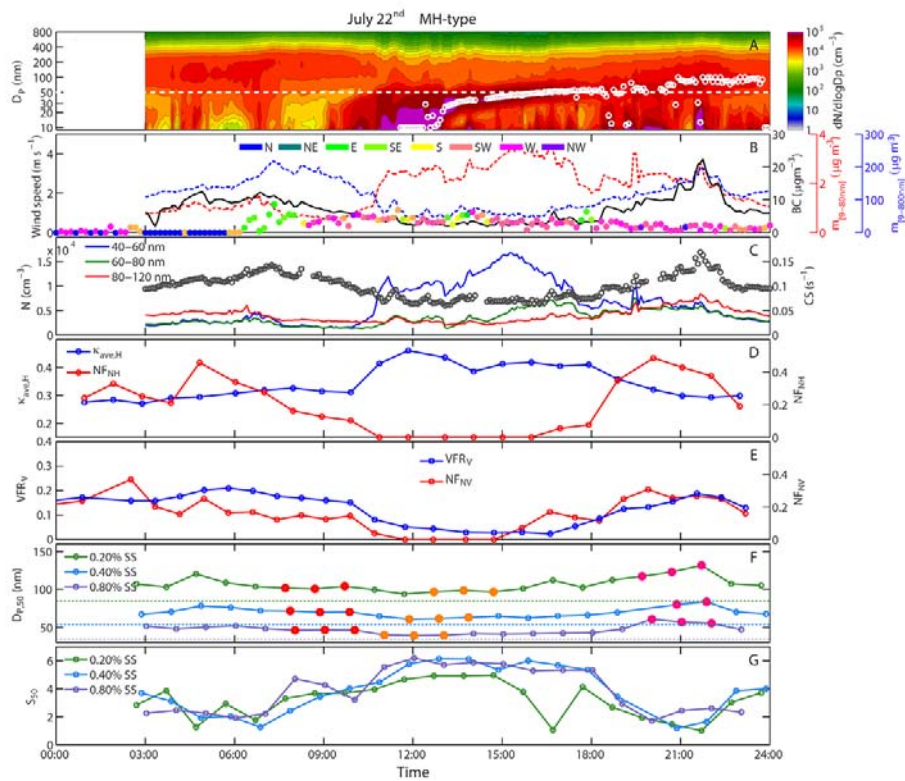 July 22nd MH-type
A
B
C
D
E
F
G
800
400
200
100
50
30
20
10
DP (nm)
10^5
10^4
10^3
10^2
10^1
10^0
dN/dlogDp (cm−3)
N NE E SE S SW W NW
Wind speed (m s−1)
4
2
0
30
20
10
0
BC (μgm−3)
4
2
0
m[9−80nm] (μg m−3)
300
200
100
0
m[9−800nm] (μg m−3)
×10^4
40−60 nm
60−80 nm
80−120 nm
N (cm−3)
1.5
1
0.5
0
0.15
0.1
0.05
0
CS (s−1)
κave,H
NFNH
κave,H
0.4
0.3
0.2
0.4
0.2
0
NFNH
VFRV
NFNV
VFRV
0.4
0.3
0.2
0.1
0
0.4
0.2
0
NFNV
0.20% SS
0.40% SS
0.80% SS
DP,50 (nm)
150
100
50
0.20% SS
0.40% SS
0.80% SS
S50
6
4
2
0
00:00 03:00 06:00 09:00 12:00 15:00 18:00 21:00 24:00
Time